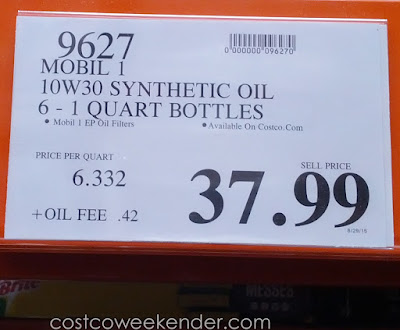 9627
0"000000"096270"
MOBIL 1
10W30 SYNTHETIC OIL
6 - 1 QUART BOTTLES
• Mobil 1 EP Oil Filters • Available On Costco.Com
PRICE PER QUART
6.332
SELL PRICE
37.99
+OIL FEE .42
costcoweekender.com